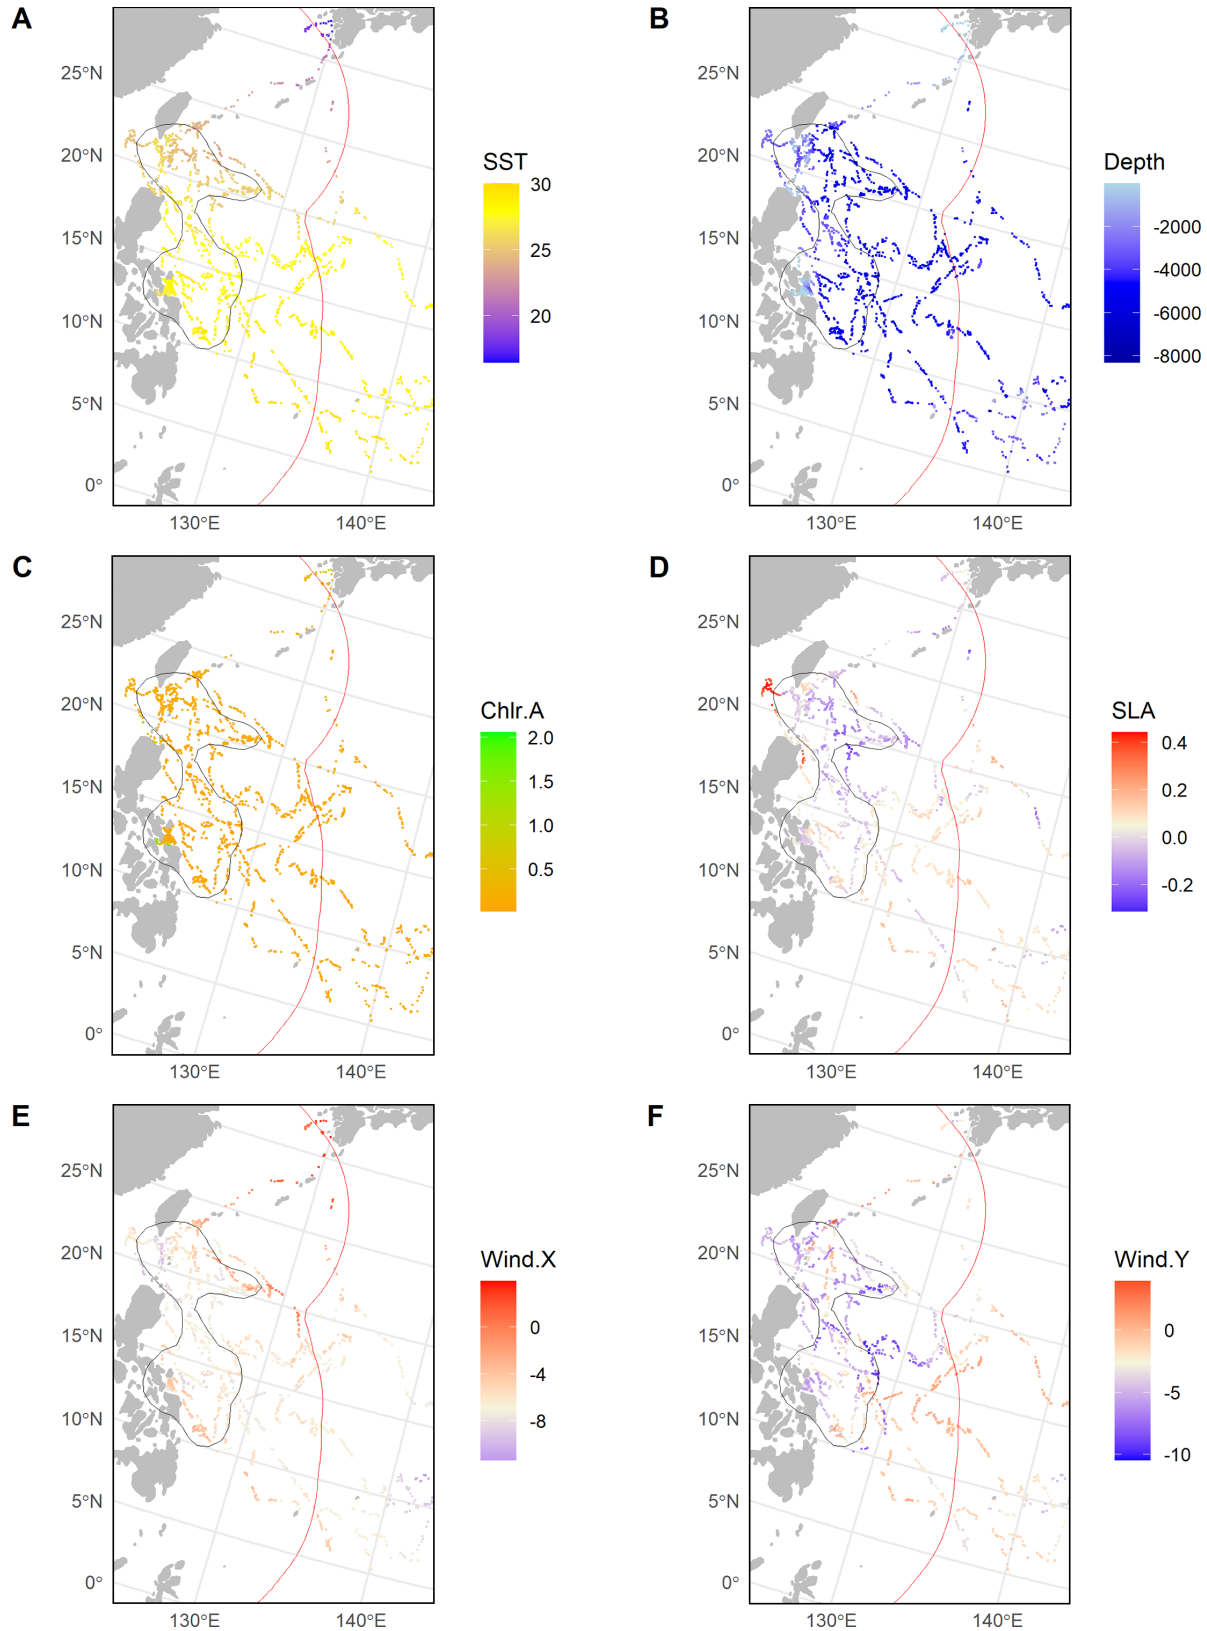 A
25°N
20°N
15°N
10°N
5°N
0°
130°E
140°E
SST
30
25
20
B
25°N
20°N
15°N
10°N
5°N
0°
130°E
140°E
Depth
-2000
-4000
-6000
-8000
C
25°N
20°N
15°N
10°N
5°N
0°
130°E
140°E
Chlr.A
2.0
1.5
1.0
0.5
D
25°N
20°N
15°N
10°N
5°N
0°
130°E
140°E
SLA
0.4
0.2
0.0
-0.2
E
25°N
20°N
15°N
10°N
5°N
0°
130°E
140°E
Wind.X
0
-4
-8
F
25°N
20°N
15°N
10°N
5°N
0°
130°E
140°E
Wind.Y
0
-5
-10